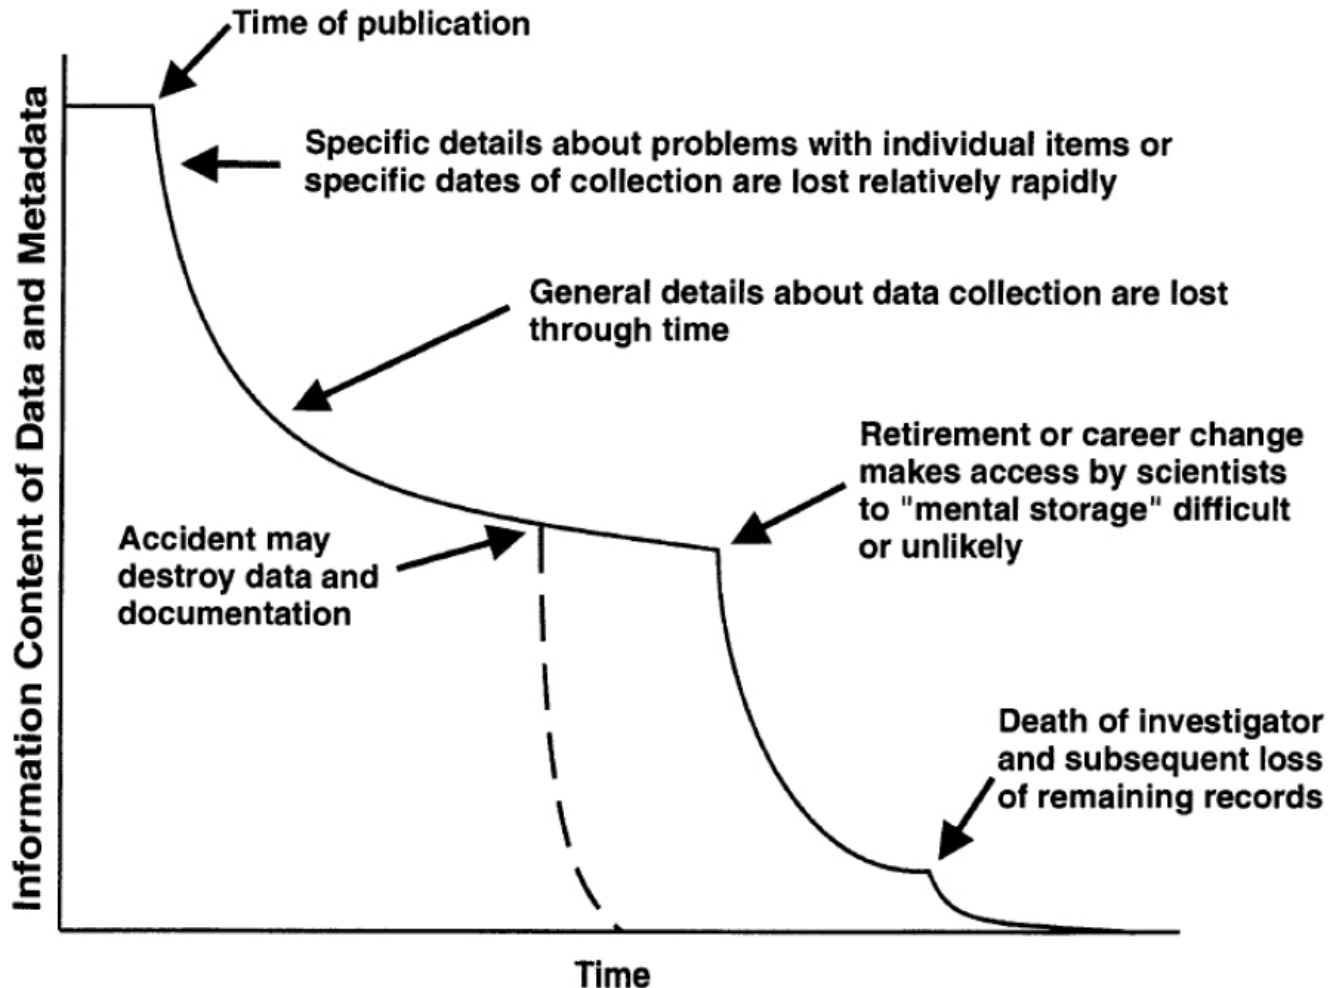 Time of publication
Information Content of Data and Metadata
Specific details about problems with individual items or
specific dates of collection are lost relatively rapidly
General details about data collection are lost
through time
Retirement or career change
makes access by scientists
to "mental storage" difficult
or unlikely
Accident may
destroy data and
documentation
Death of investigator
and subsequent loss
of remaining records
Time